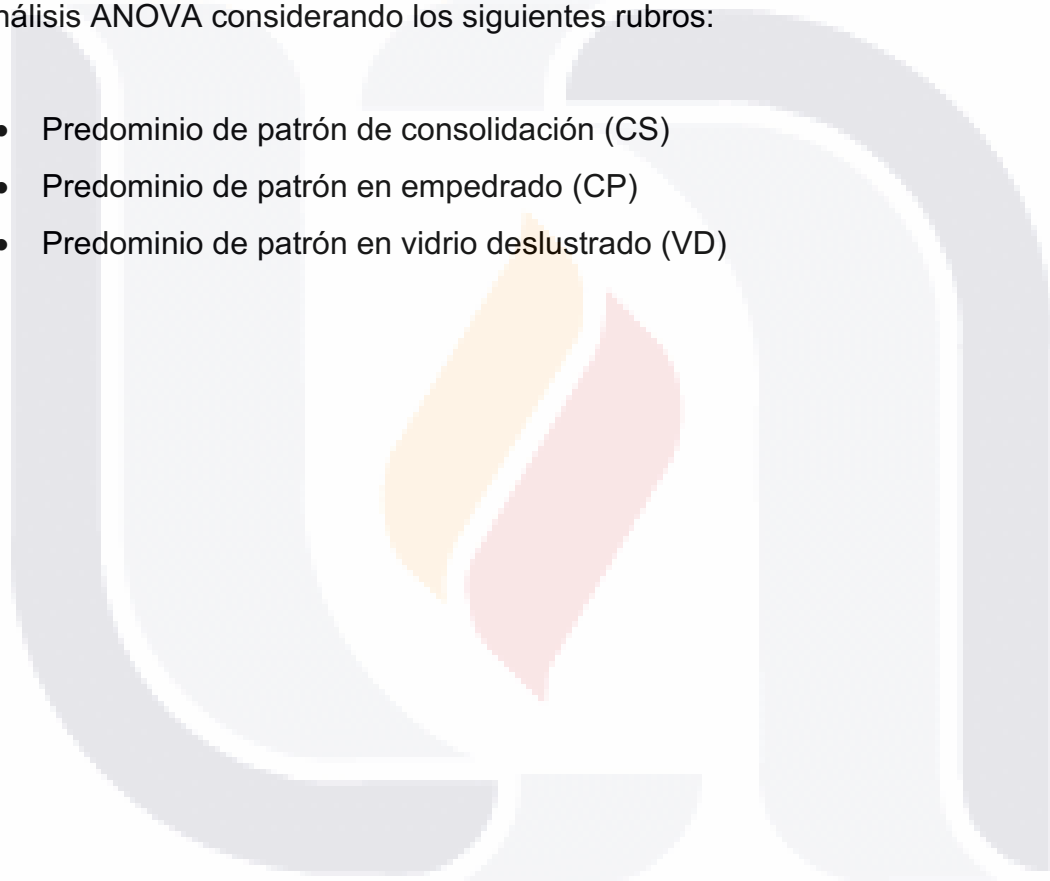 nálisis ANOVA considerando los siguientes rubros:
• Predominio de patrón de consolidación (CS)
• Predominio de patrón en empedrado (CP)
• Predominio de patrón en vidrio deslustrado (VD)